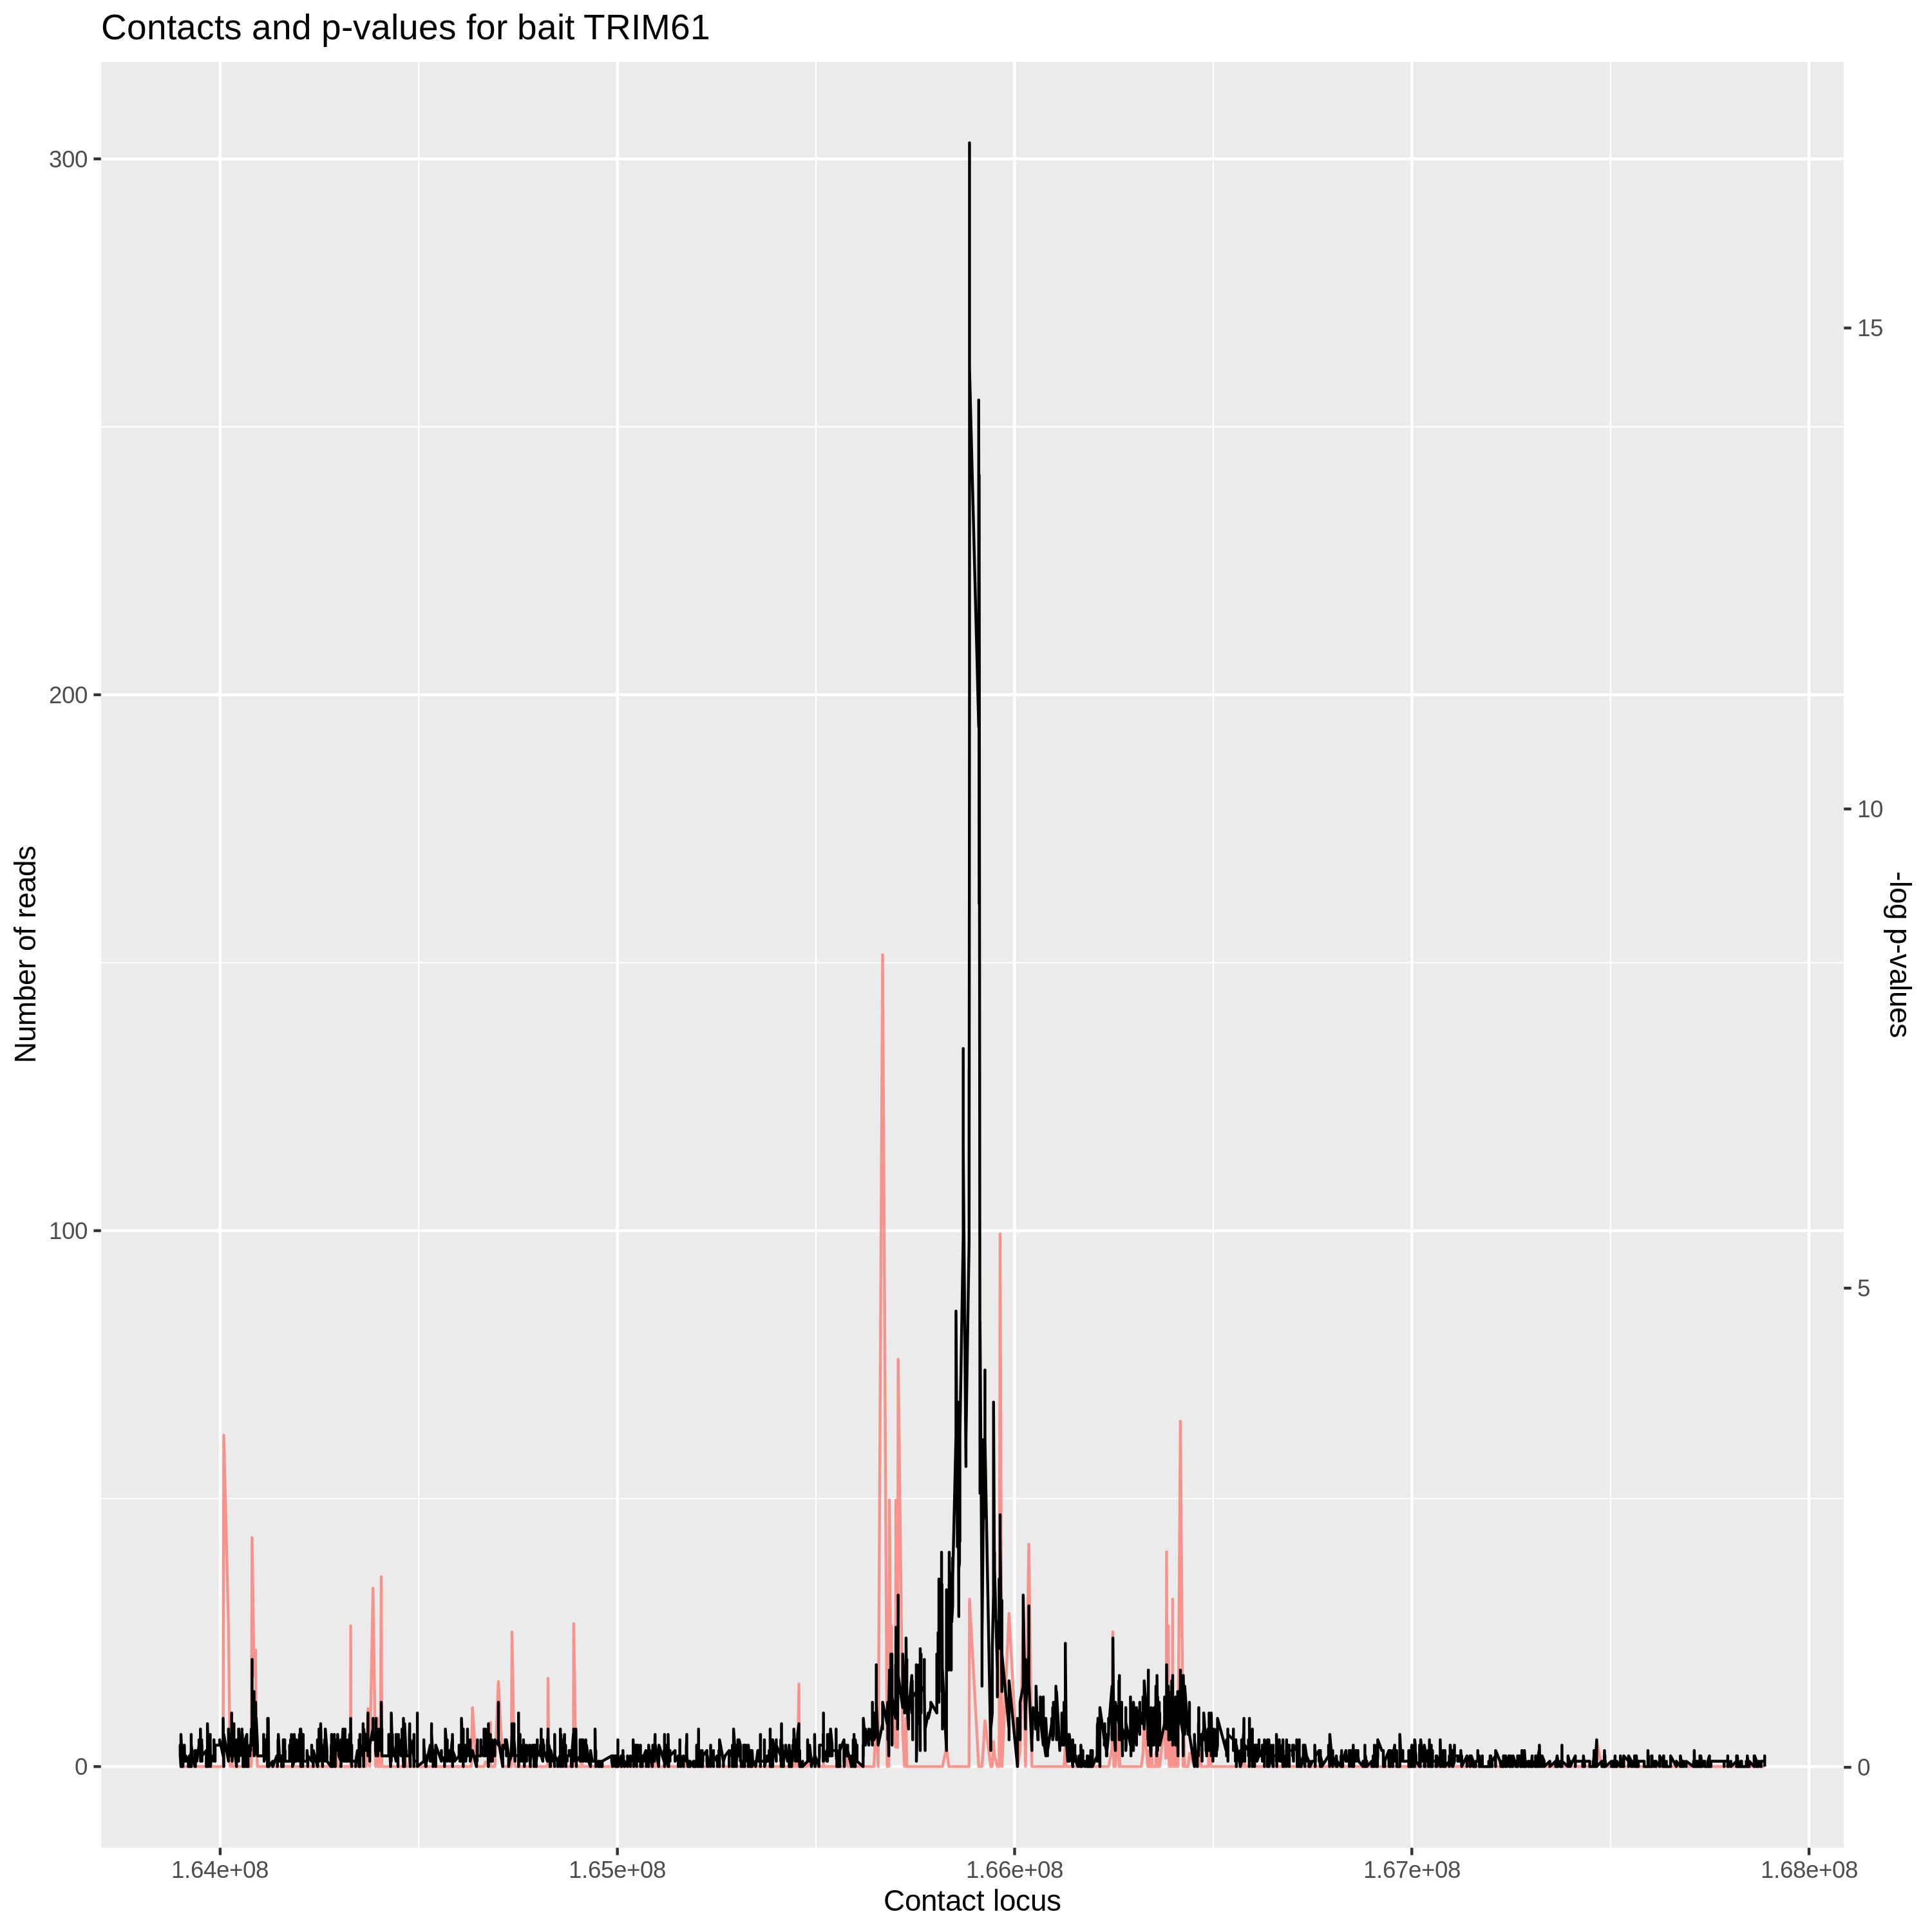 Contacts and p-values for bait TRIM61
300
200
100
0
Number of reads
15
10
5
0
-log p-values
1.64e+08 1.65e+08 1.66e+08 1.67e+08 1.68e+08
Contact locus